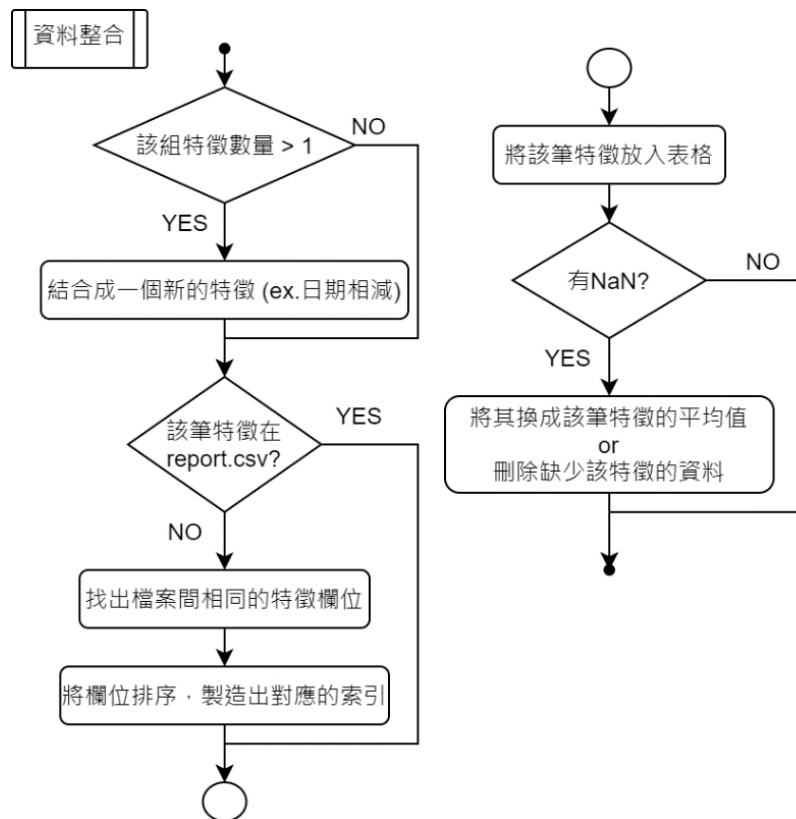 資料整合
該組特徵數量 > 1
NO
YES
結合成一個新的特徵 (ex.日期相減)
該筆特徵在
report.csv?
YES
NO
找出檔案間相同的特徵欄位
將欄位排序，製造出對應的索引
將該筆特徵放入表格
有NaN?
NO
YES
將其換成該筆特徵的平均值
or
刪除缺少該特徵的資料